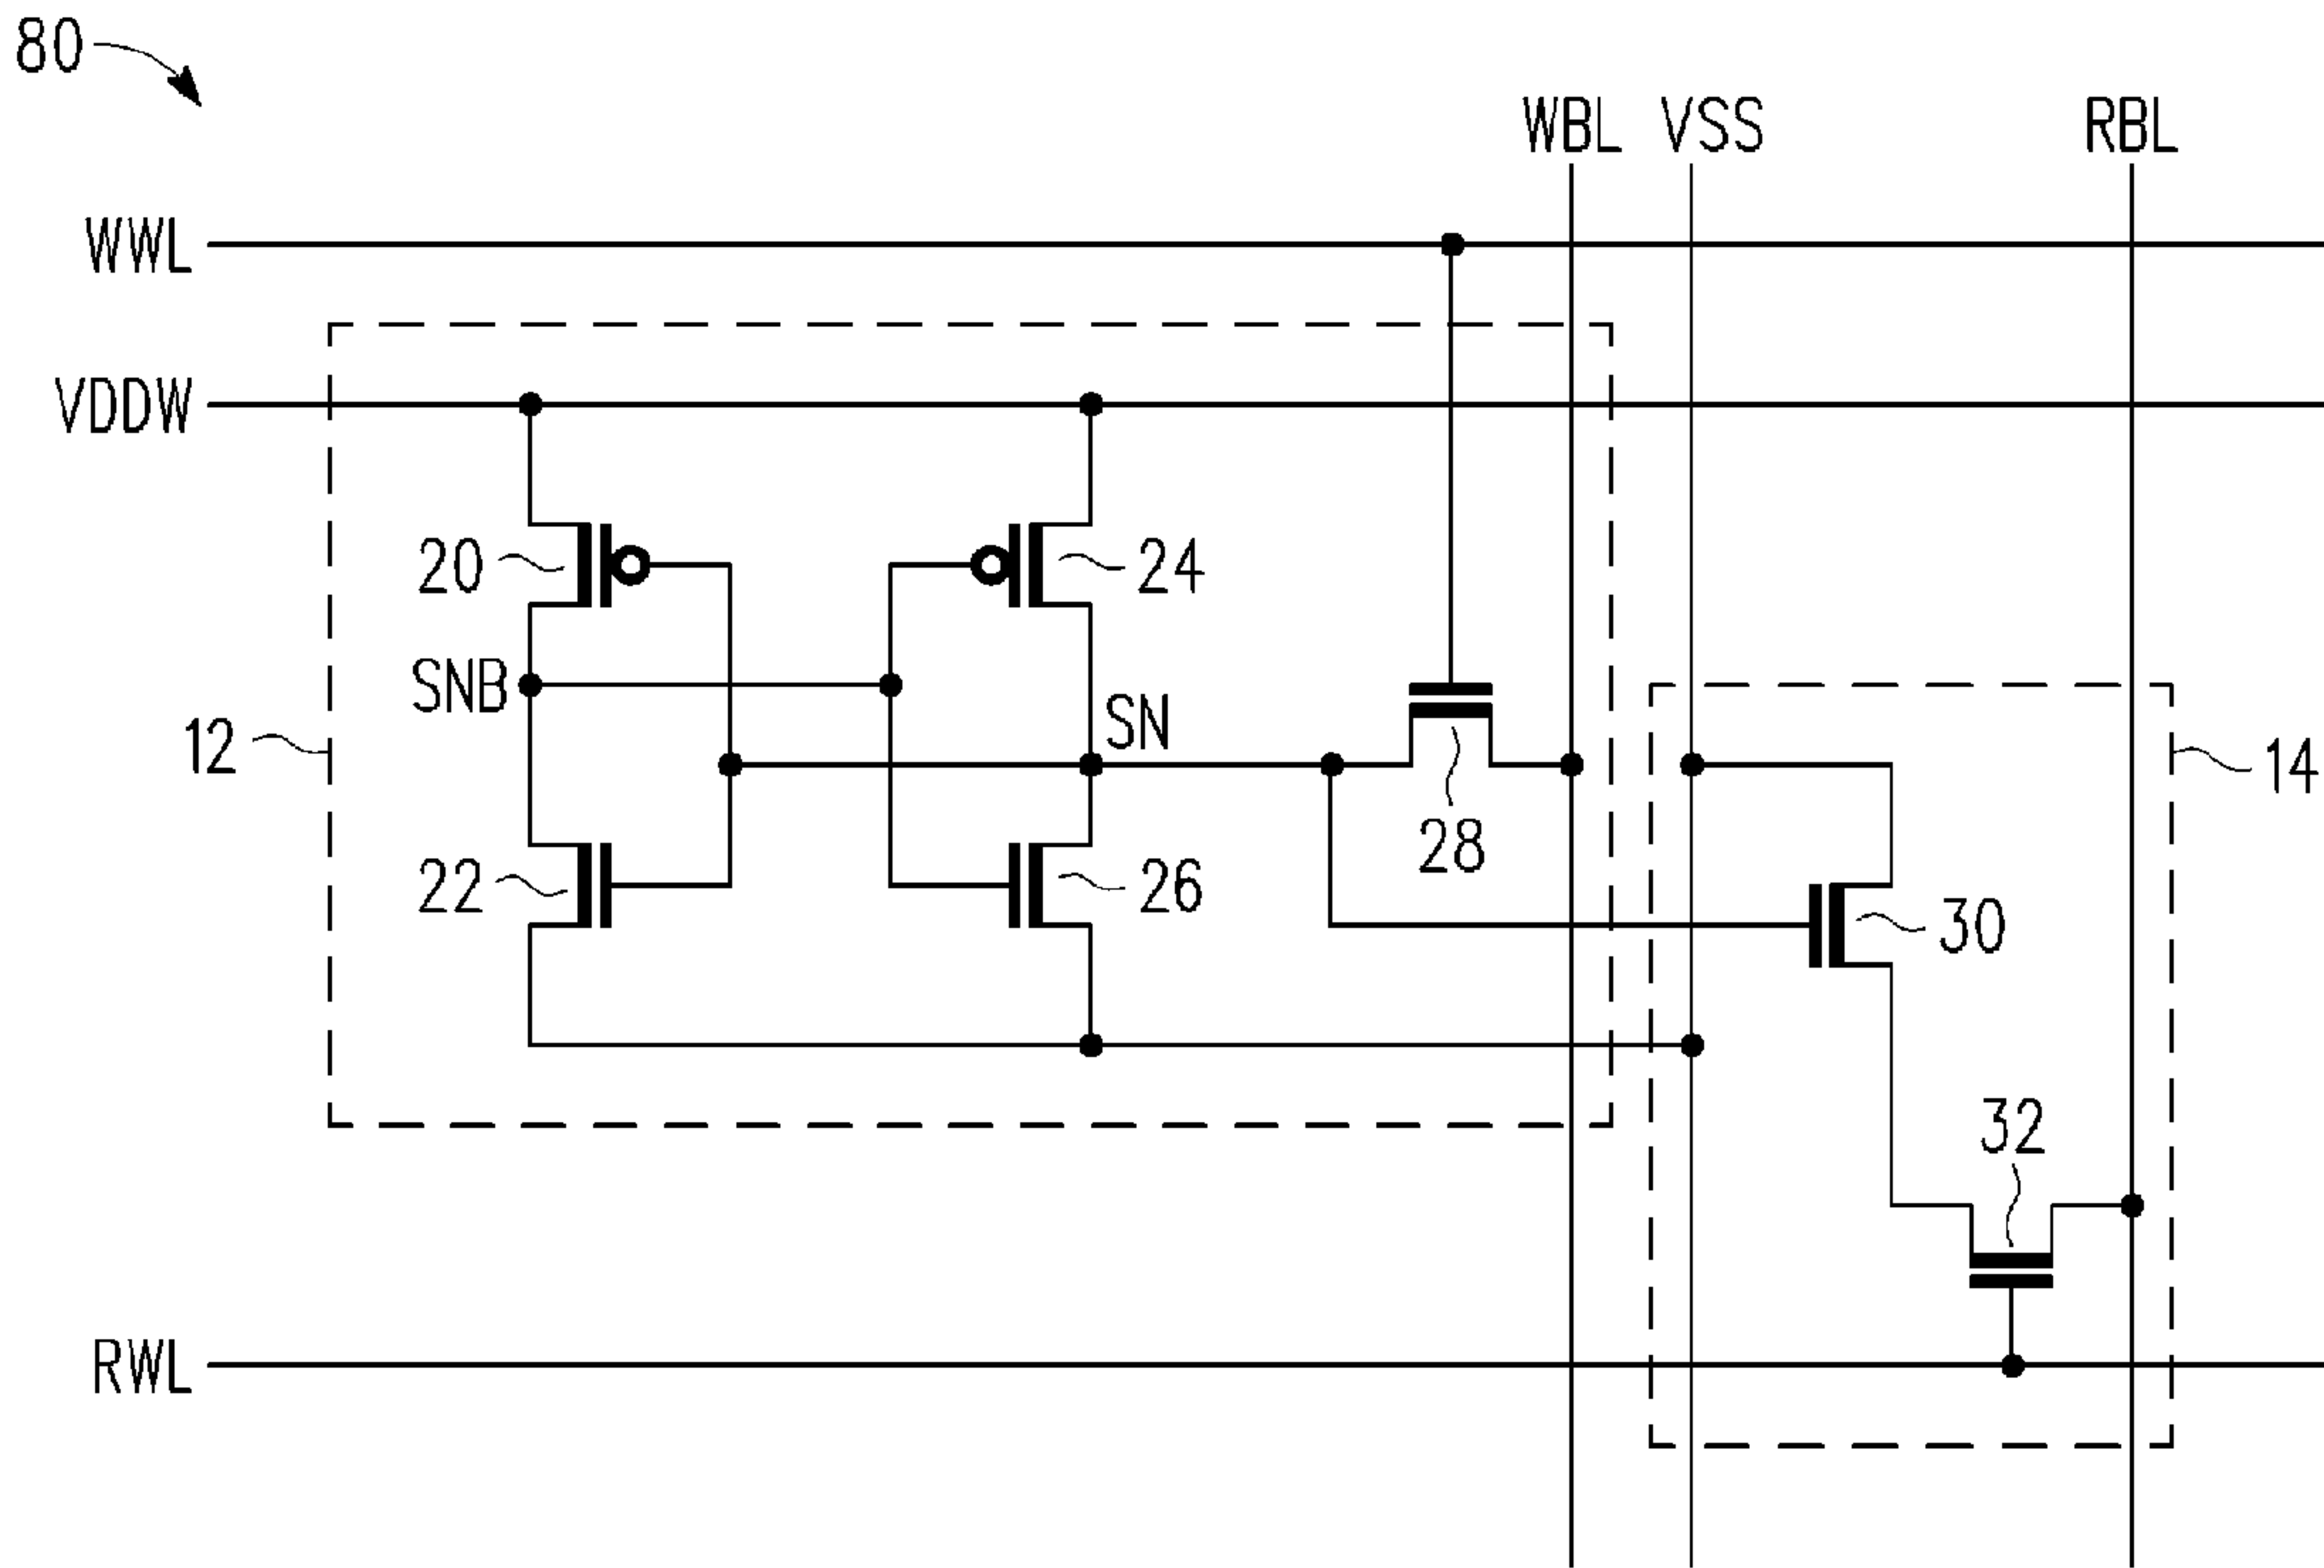 80
WBL VSS RBL
WWL
VDDW
20 24
SNB
SN
12 14
28
22 26
30
32
RWL